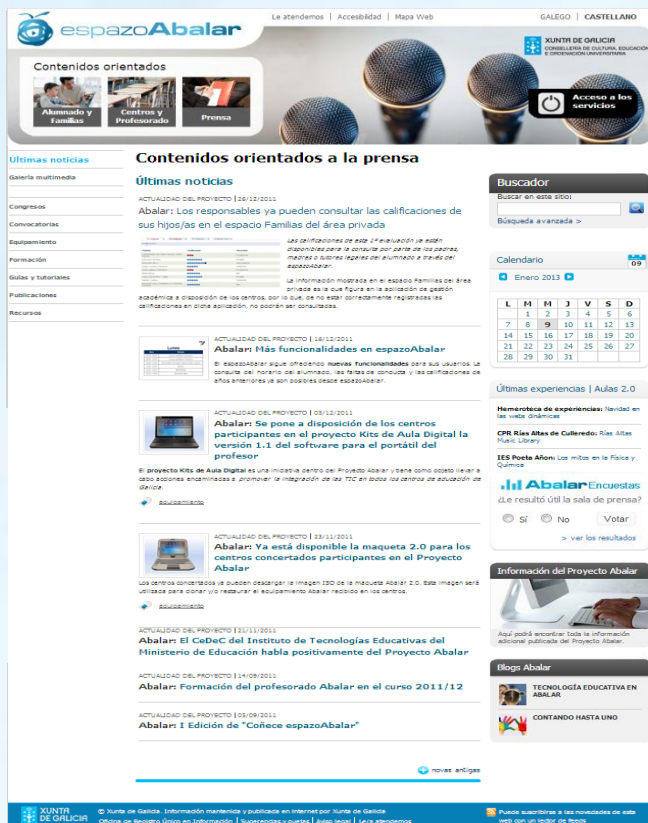 Le atendemos | Accesibilidad | Mapa Web
GALEGO | CASTELLANO
espazoAbalar
XUNTA DE GALICIA
CONSELLERÍA DE CULTURA, EDUCACIÓN
E ORDENACIÓN UNIVERSITARIA
Contenidos orientados
Alumnado y
Familias
Centros y
Profesorado
Prensa
Acceso a los
servicios
Últimas noticias
Galería multimedia
Congresos
Convocatorias
Equipamiento
Formación
Guías y tutoriales
Publicaciones
Recursos
Contenidos orientados a la prensa
Últimas noticias
ACTUALIDAD DEL PROYECTO | 26/12/2011
Abalar: Los responsables ya pueden consultar las calificaciones de
sus hijos/as en el espacio Familias del área privada
Las calificaciones de esta 1ª evaluación ya están
disponibles para la consulta por parte de los padres,
madres o tutores legales del alumnado a través del
espazoAbalar.
La información mostrada en el espacio Familias del área
privada es la que figura en la aplicación de gestión
académica a disposición de los centros, por lo que, de no estar correctamente registradas las
calificaciones en dicha aplicación, no podrán ser consultadas.
ACTUALIDAD DEL PROYECTO | 16/12/2011
Abalar: Más funcionalidades en espazoAbalar
El espazoAbalar sigue ofreciendo nuevas funcionalidades para sus usuarios. La
consulta del horario del alumnado, las faltas de conducta y las calificaciones de
años anteriores ya son posibles desde espazoAbalar.
Lunes
ACTUALIDAD DEL PROYECTO | 03/12/2011
Abalar: Se pone a disposición de los centros
participantes en el proyecto Kits de Aula Digital la
versión 1.1 del software para el portátil del
profesor
El proyecto Kits de Aula Digital es una iniciativa dentro del Proyecto Abalar y tiene como objeto llevar a
cabo acciones encaminadas a promover la integración de las TIC en todos los centros de educación de
Galicia.
equipamiento
ACTUALIDAD DEL PROYECTO | 23/11/2011
Abalar: Ya está disponible la maqueta 2.0 para los
centros concertados participantes en el Proyecto
Abalar
Los centros concertados ya pueden descargar la imagen ISO de la maqueta Abalar 2.0. Esta imagen será
utilizada para clonar y/o restaurar el equipamiento Abalar recibido en los centros.
equipamiento
ACTUALIDAD DEL PROYECTO | 21/11/2011
Abalar: El CeDeC del Instituto de Tecnologías Educativas del
Ministerio de Educación habla positivamente del Proyecto Abalar
ACTUALIDAD DEL PROYECTO | 14/09/2011
Abalar: Formación del profesorado Abalar en el curso 2011/12
ACTUALIDAD DEL PROYECTO | 05/09/2011
Abalar: I Edición de "Coñece espazoAbalar"
novas antigas
Buscador
Buscar en este sitio:
Búsqueda avanzada >
Calendario
09
Enero 2013
L M M J V S D
1 2 3 4 5 6
7 8 9 10 11 12 13
14 15 16 17 18 19 20
21 22 23 24 25 26 27
28 29 30 31
Últimas experiencias | Aulas 2.0
Hemeroteca de experiencias: Navidad en
las webs dinámicas
CPR Rías Altas de Culleredo: Rías Altas
Music Library
IES Poeta Añon: Los mitos en la Física y
Química
Abalar Encuestas
¿Le resultó útil la sala de prensa?
Sí No Votar
> ver los resultados
Información del Proyecto Abalar
Aquí podrá encontrar toda la información
adicional publicada del Proyecto Abalar.
Blogs Abalar
TECNOLOGÍA EDUCATIVA EN
ABALAR
CONTANDO HASTA UNO
XUNTA
DE GALICIA
© Xunta de Galicia. Información mantenida y publicada en internet por Xunta de Galicia
Oficina de Registro Único en Información | Sugerencias y quejas | Aviso legal | Le/a atendemos
Puede suscribirse a las novedades de esta
web con un lector de feeds